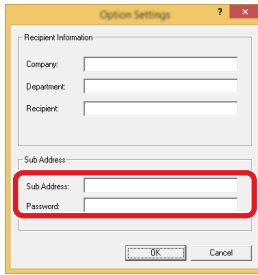 Option Settings
Recipient Information
Company:
Department:
Recipient:
Sub Address
Sub Address:
Password:
OK
Cancel